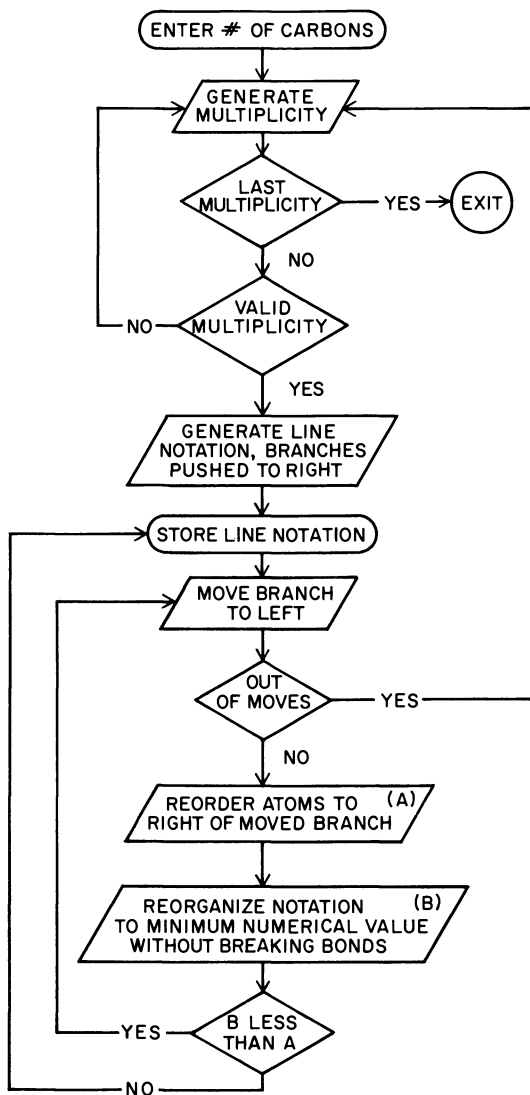 ENTER # OF CARBONS
GENERATE
MULTIPLICITY
LAST
MULTIPLICITY
YES
EXIT
NO
VALID
MULTIPLICITY
NO
YES
GENERATE LINE
NOTATION, BRANCHES
PUSHED TO RIGHT
STORE LINE NOTATION
MOVE BRANCH
TO LEFT
OUT
OF MOVES
YES
NO
REORDER ATOMS TO (A)
RIGHT OF MOVED BRANCH
REORGANIZE NOTATION (B)
TO MINIMUM NUMERICAL VALUE
WITHOUT BREAKING BONDS
B LESS
THAN A
YES
NO